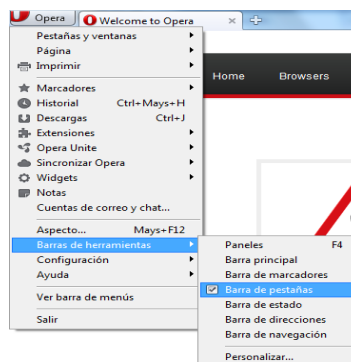 Opera
Welcome to Opera
Pestañas y ventanas
Página
Imprimir
Marcadores
Historial Ctrl+Mays+H
Descargas Ctrl+J
Extensiones
Opera Unite
Sincronizar Opera
Widgets
Notas
Cuentas de correo y chat...
Aspecto... Mays+F12
Barras de herramientas
Configuración
Ayuda
Ver barra de menús
Salir
Home Browsers
Paneles F4
Barra principal
Barra de marcadores
Barra de pestañas
Barra de estado
Barra de direcciones
Barra de navegación
Personalizar...